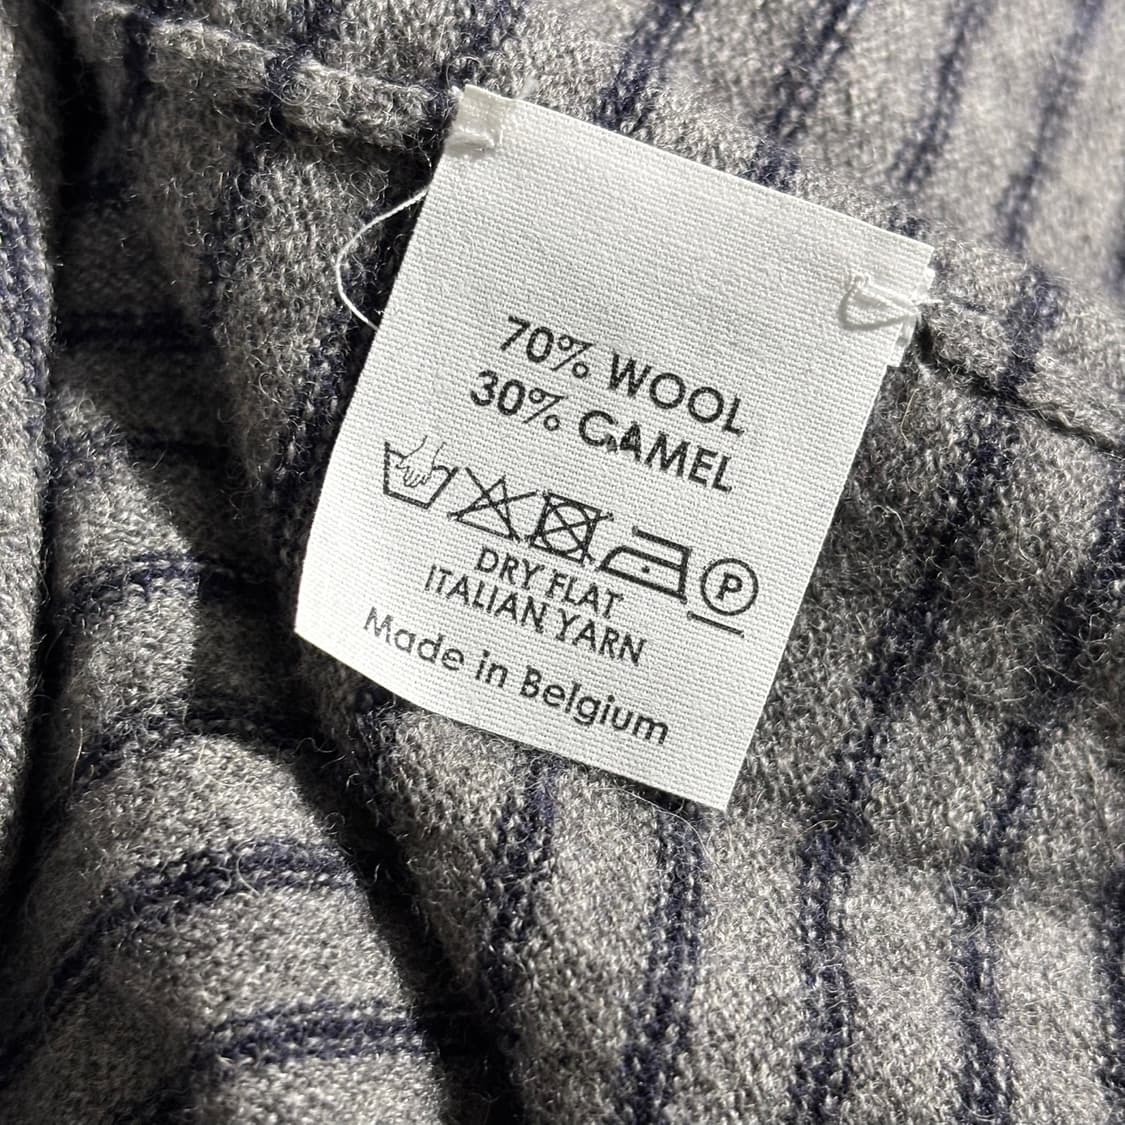 70% WOOL
30% CAMEL
P
DRY FLAT
ITALIAN YARN
Made in Belgium